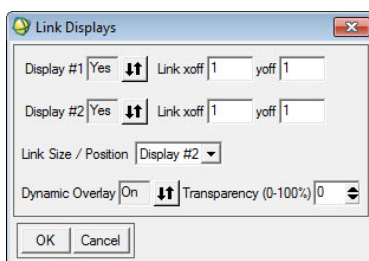 Link Displays
Display #1 Yes Link xoff 1 yoff 1
Display #2 Yes Link xoff 1 yoff 1
Link Size / Position Display #2
Dynamic Overlay On Transparency (0-100%) 0
OK Cancel